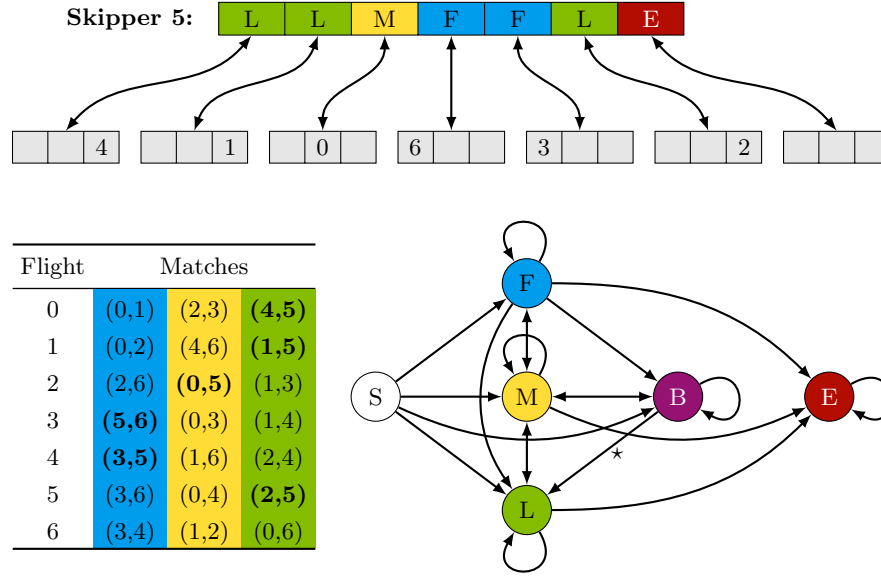 Skipper 5: L L M F F L E
4 1 0 6 3 2
Flight Matches
0 (0,1) (2,3) (4,5)
1 (0,2) (4,6) (1,5)
2 (2,6) (0,5) (1,3)
3 (5,6) (0,3) (1,4)
4 (3,5) (1,6) (2,4)
5 (3,6) (0,4) (2,5)
6 (3,4) (1,2) (0,6)
F
S M B E
⋆
L